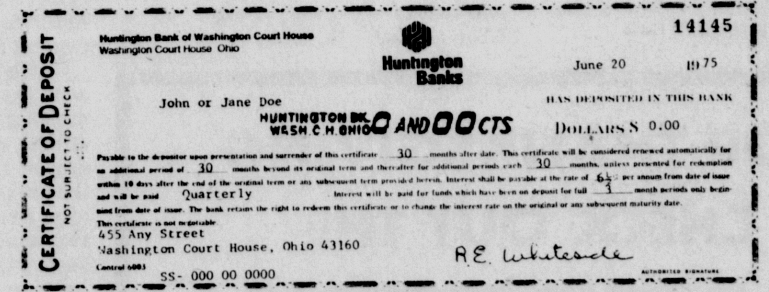 14145
CERTIFICATE OF DEPOSIT
NOT SUBJECT TO CHECK
Huntington Bank of Washington Court House
Washington Court House Ohio
Huntington
Banks
June 20 1975
John or Jane Doe HAS DEPOSITED IN THIS BANK
HUNTINGTON BK.
WASH. C.H. OHIO 0 AND 00 CTS DOLLARS $ 0.00
Payable to the depositor upon presentation and surrender of this certificate 30 months after date. This certificate will be considered renewed automatically for
an additional period of 30 months beyond its original term and thereafter for additional periods each 30 months, unless presented for redemption
within 10 days after the end of the original term or any subsequent term provided herein. Interest shall be payable at the rate of 6½ per annum from date of issue
and will be paid Quarterly . Interest will be paid for funds which have been on deposit for full 3 month periods only begin-
ning from date of issue. The bank retains the right to redeem this certificate or to change the interest rate on the original or any subsequent maturity date.
This certificate is not negotiable
455 Any Street
Washington Court House, Ohio 43160
Control 6003
SS- 000 00 0000
R.E. Whiteside
AUTHORIZED SIGNATURE